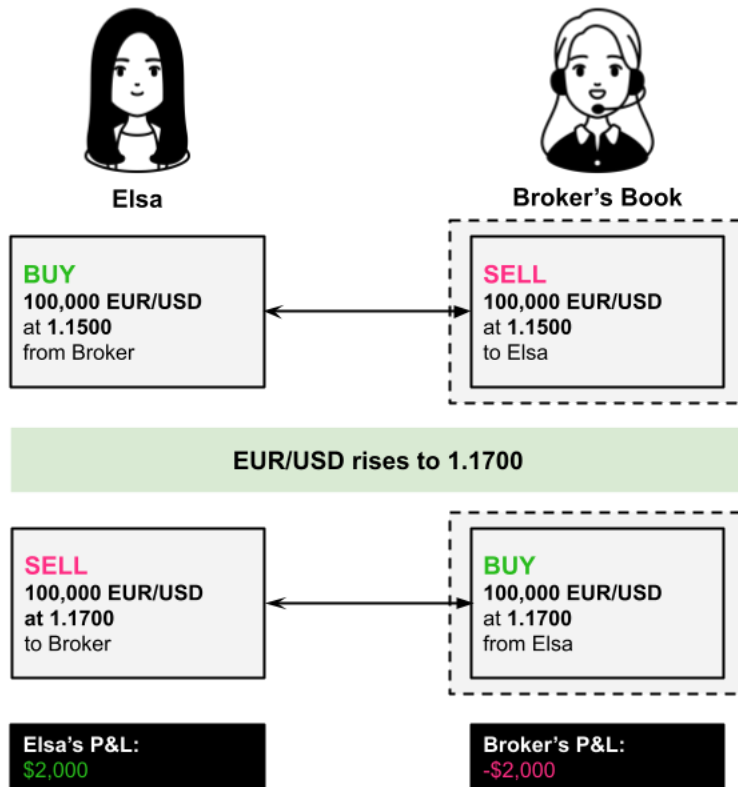 Elsa
Broker's Book
BUY
100,000 EUR/USD
at 1.1500
from Broker
SELL
100,000 EUR/USD
at 1.1500
to Elsa
EUR/USD rises to 1.1700
SELL
100,000 EUR/USD
at 1.1700
to Broker
BUY
100,000 EUR/USD
at 1.1700
from Elsa
Elsa's P&L:
$2,000
Broker's P&L:
-$2,000